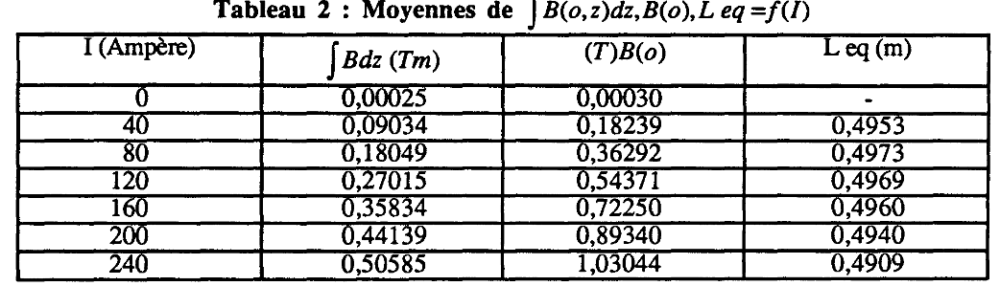 Tableau 2 : Moyennes de ∫B(o,z)dz,B(o),L eq =f(I)
I (Ampère) ∫Bdz (Tm) (T)B(o) L eq (m)
0 0,00025 0,00030 -
40 0,09034 0,18239 0,4953
80 0,18049 0,36292 0,4973
120 0,27015 0,54371 0,4969
160 0,35834 0,72250 0,4960
200 0,44139 0,89340 0,4940
240 0,50585 1,03044 0,4909